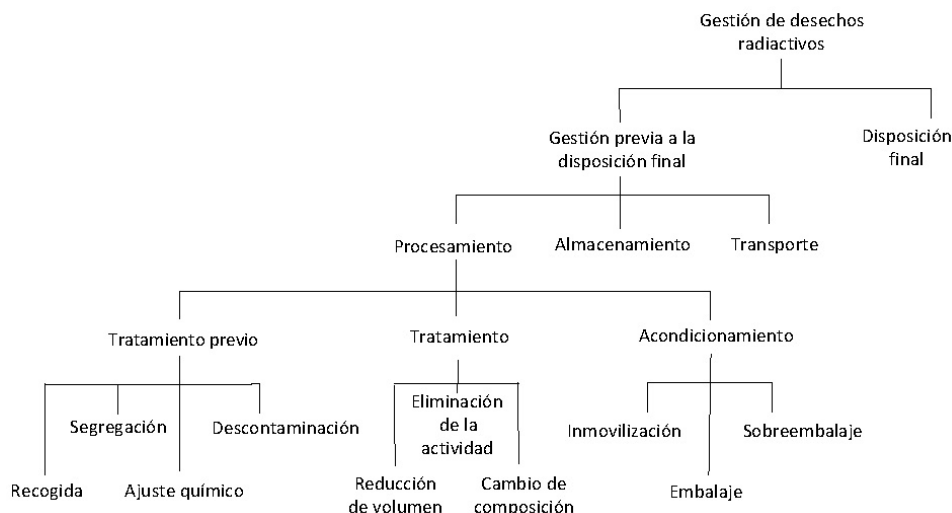 Gestión de desechos
radiactivos
Gestión previa a la
disposición final
Disposición
final
Procesamiento
Almacenamiento
Transporte
Tratamiento previo
Tratamiento
Acondicionamiento
Recogida
Segregación
Ajuste químico
Descontaminación
Reducción
de volumen
Eliminación
de la
actividad
Cambio de
composición
Inmovilización
Embalaje
Sobreembalaje